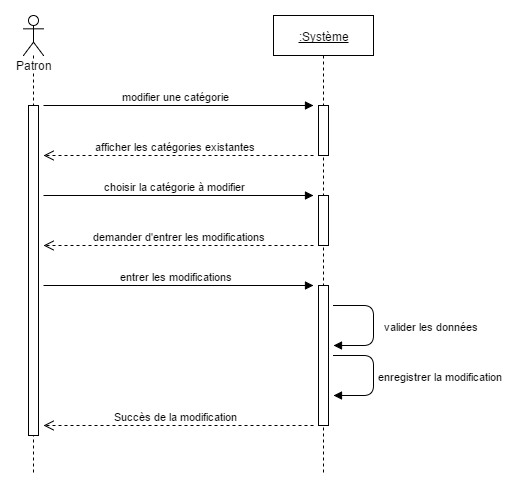 :Système
Patron
modifier une catégorie
afficher les catégories existantes
choisir la catégorie à modifier
demander d'entrer les modifications
entrer les modifications
valider les données
enregistrer la modification
Succès de la modification